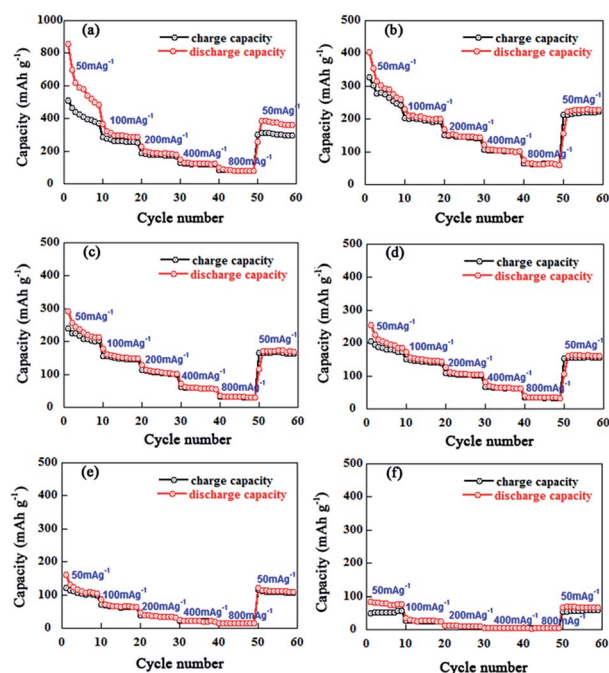 (a)
charge capacity
discharge capacity
50mAg-1
100mAg-1
200mAg-1
400mAg-1
800mAg-1
50mAg-1
Capacity (mAh g-1)
1000
800
600
400
200
0
0 10 20 30 40 50 60
Cycle number
(b)
charge capacity
discharge capacity
50mAg-1
100mAg-1
200mAg-1
400mAg-1
800mAg-1
50mAg-1
Capacity (mAh g-1)
400
300
200
100
0
0 10 20 30 40 50 60
Cycle number
(c)
charge capacity
discharge capacity
50mAg-1
100mAg-1
200mAg-1
400mAg-1
800mAg-1
50mAg-1
Capacity (mAh g-1)
500
400
300
200
100
0
0 10 20 30 40 50 60
Cycle number
(d)
charge capacity
discharge capacity
50mAg-1
100mAg-1
200mAg-1
400mAg-1
800mAg-1
50mAg-1
Capacity (mAh g-1)
500
400
300
200
100
0
0 10 20 30 40 50 60
Cycle number
(e)
charge capacity
discharge capacity
50mAg-1
100mAg-1
200mAg-1
400mAg-1
800mAg-1
50mAg-1
Capacity (mAh g-1)
500
400
300
200
100
0
0 10 20 30 40 50 60
Cycle number
(f)
charge capacity
discharge capacity
50mAg-1
100mAg-1
200mAg-1
400mAg-1
800mAg-1
50mAg-1
Capacity (mAh g-1)
500
400
300
200
100
0
0 10 20 30 40 50 60
Cycle number